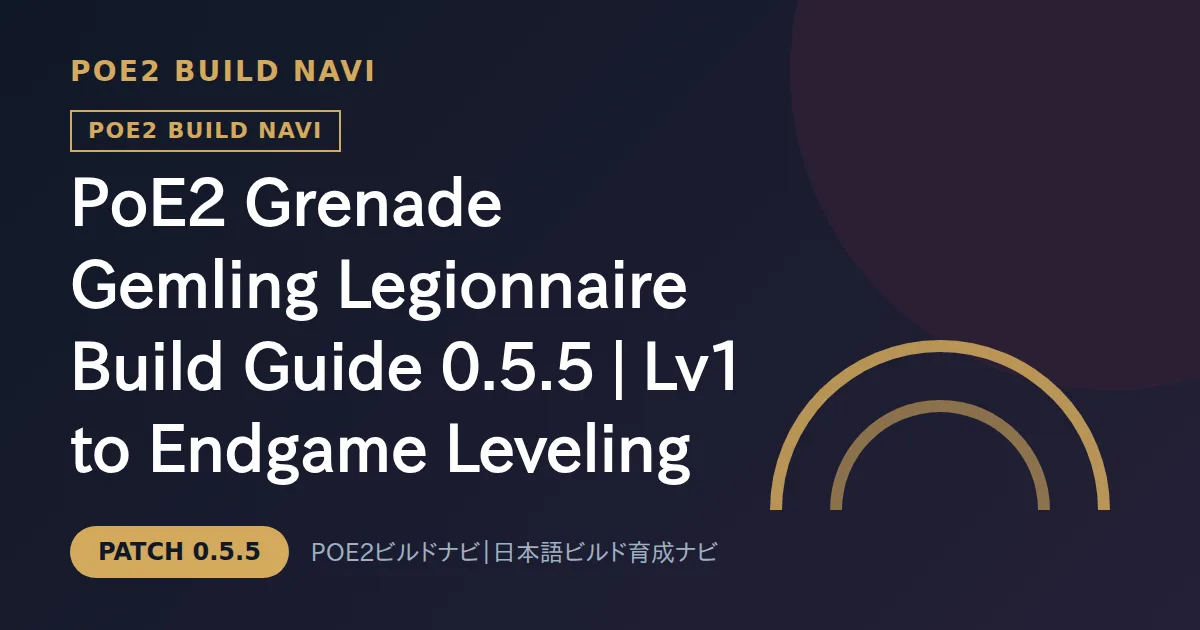 POE2 BUILD NAVI
POE2 BUILD NAVI
PoE2 Grenade
Gemling Legionnaire
Build Guide 0.5.5 | Lv1
to Endgame Leveling
PATCH 0.5.5
POE2ビルドナビ|日本語ビルド育成ナビ